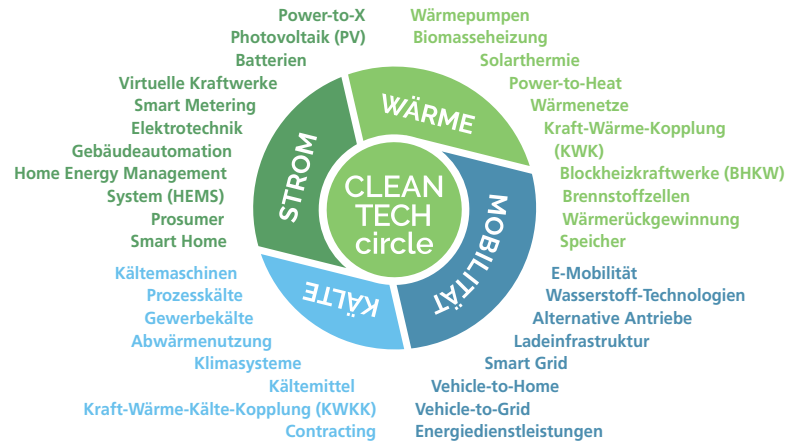 Power-to-X
Photovoltaik (PV)
Batterien
Virtuelle Kraftwerke
Smart Metering
Elektrotechnik
Gebäudeautomation
Home Energy Management
System (HEMS)
Prosumer
Smart Home
Wärmepumpen
Biomasseheizung
Solarthermie
Power-to-Heat
Wärmenetze
Kraft-Wärme-Kopplung
(KWK)
Blockheizkraftwerke (BHKW)
Brennstoffzellen
Wärmerückgewinnung
Speicher
STROM
WÄRME
MOBILITÄT
KÄLTE
CLEAN
TECH
circle
Kältemaschinen
Prozesskälte
Gewerbekälte
Abwärmenutzung
Klimasysteme
Kältemittel
Kraft-Wärme-Kälte-Kopplung (KWKK)
Contracting
E-Mobilität
Wasserstoff-Technologien
Alternative Antriebe
Ladeinfrastruktur
Smart Grid
Vehicle-to-Home
Vehicle-to-Grid
Energiedienstleistungen